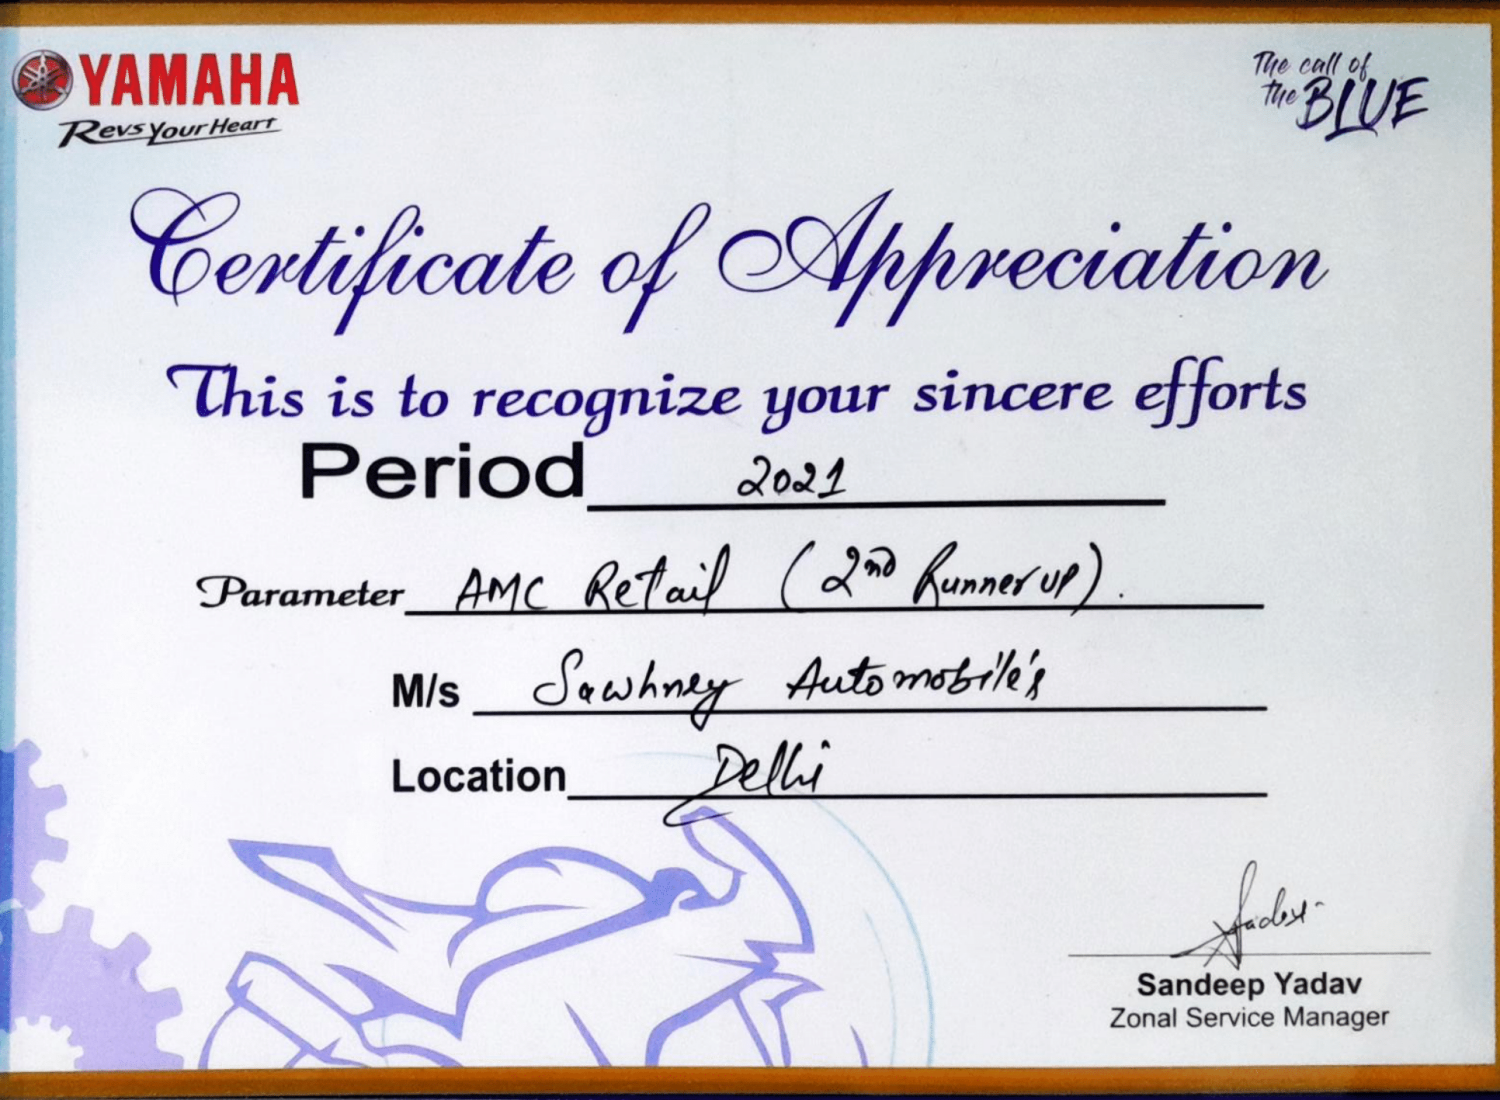 YAMAHA
Revs Your Heart
The call of
the BLUE
Certificate of Appreciation
This is to recognize your sincere efforts
Period 2021
Parameter AMC Retail (2nd Runner up).
M/s Sawhney Automobile's
Location Delhi
Sandeep Yadav
Zonal Service Manager